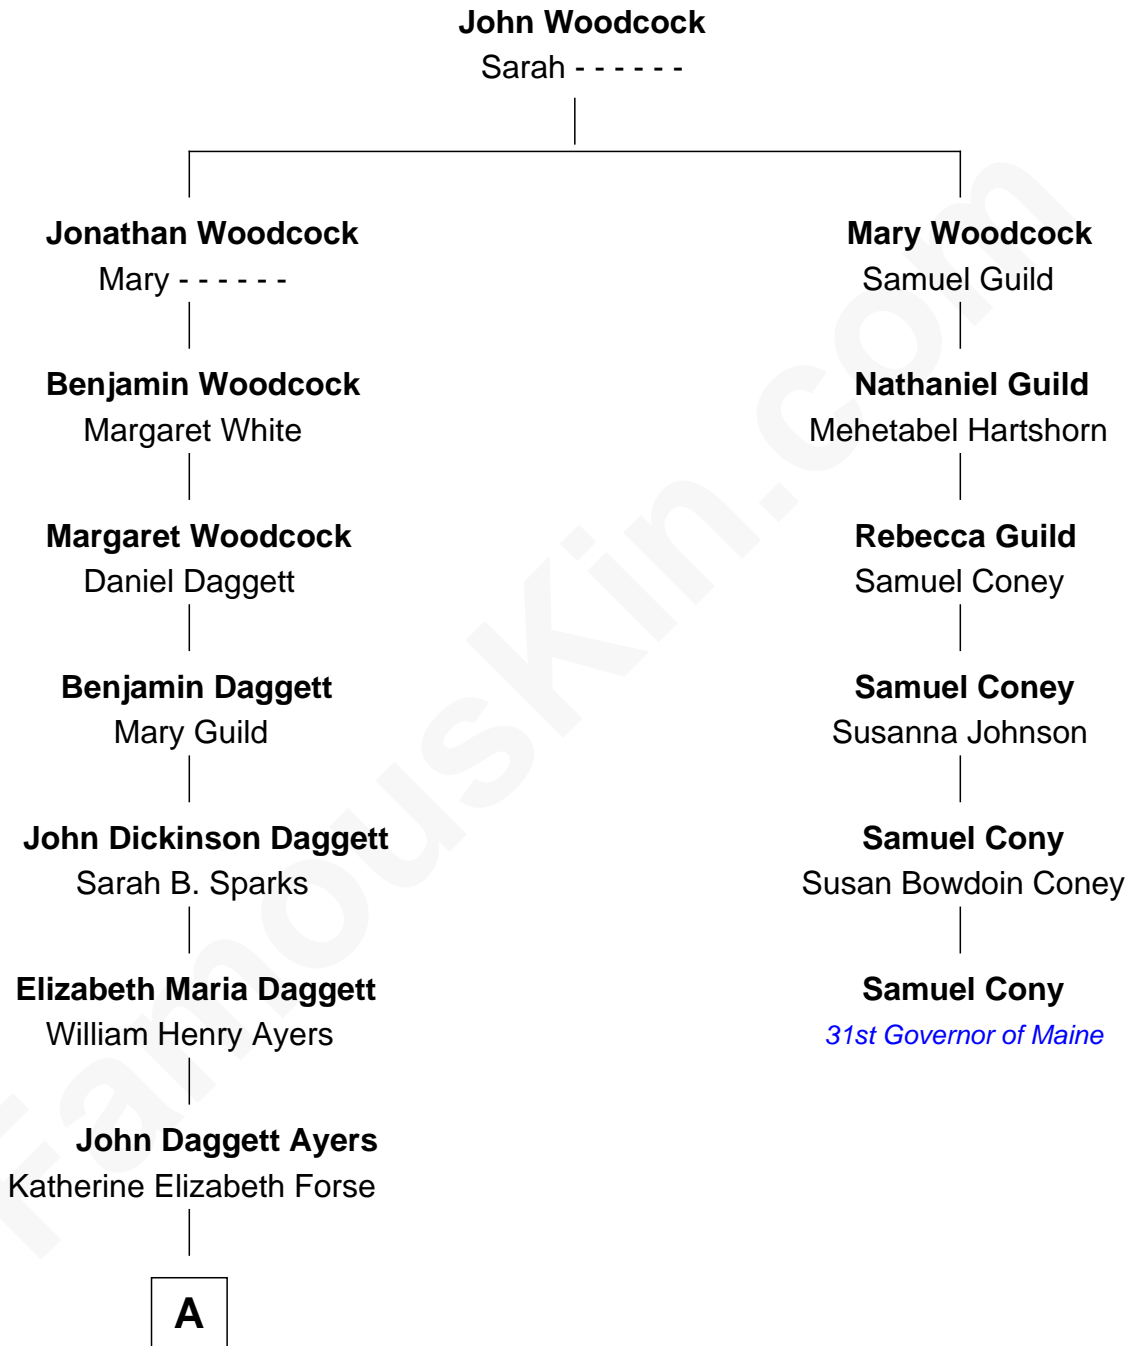 John Woodcock
Sarah - - - - - -
Jonathan Woodcock
Mary - - - - - -
Mary Woodcock
Samuel Guild
Benjamin Woodcock
Margaret White
Nathaniel Guild
Mehetabel Hartshorn
Margaret Woodcock
Daniel Daggett
Rebecca Guild
Samuel Coney
Benjamin Daggett
Mary Guild
Samuel Coney
Susanna Johnson
John Dickinson Daggett
Sarah B. Sparks
Samuel Cony
Susan Bowdoin Coney
Elizabeth Maria Daggett
William Henry Ayers
Samuel Cony
31st Governor of Maine
John Daggett Ayers
Katherine Elizabeth Forse
A
FamousKin.com